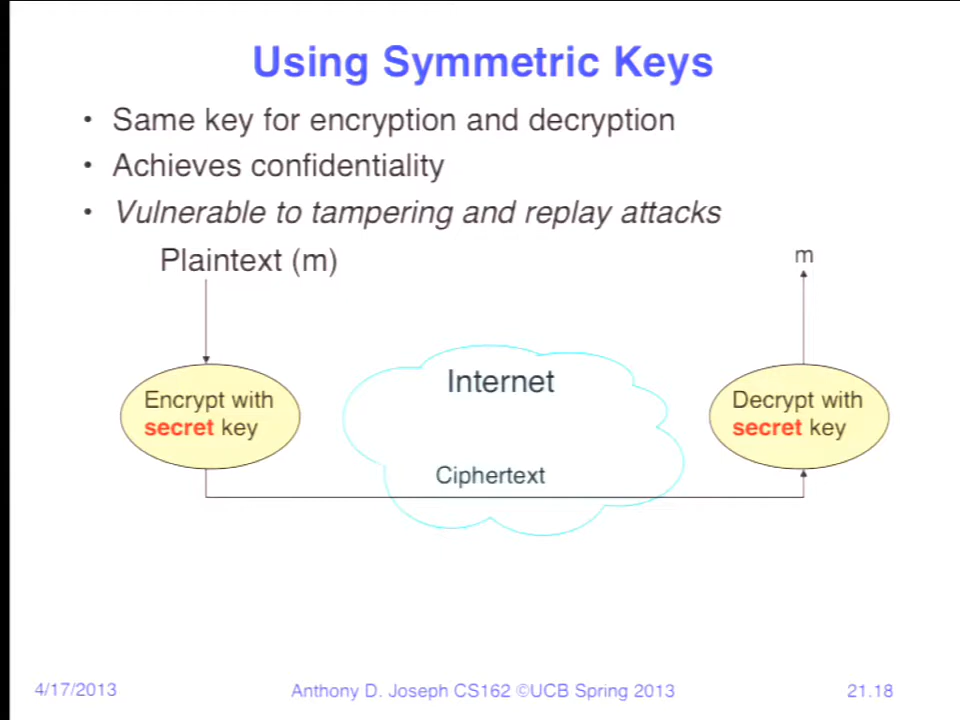 Using Symmetric Keys
• Same key for encryption and decryption
• Achieves confidentiality
• Vulnerable to tampering and replay attacks
Plaintext (m)
m
Internet
Encrypt with
secret key
Decrypt with
secret key
Ciphertext
4/17/2013
Anthony D. Joseph CS162 ©UCB Spring 2013
21.18